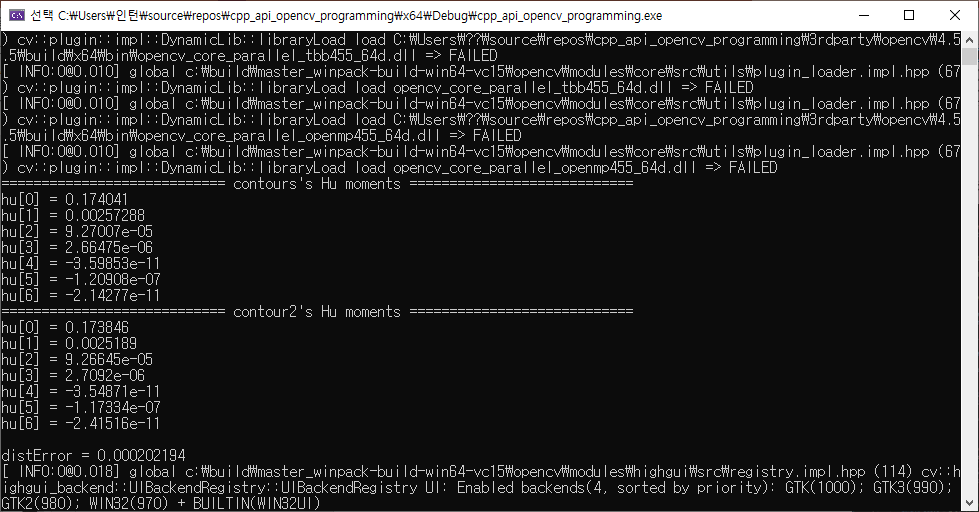 선택 C:₩Users₩인턴₩source₩repos₩cpp_api_opencv_programming₩x64₩Debug₩cpp_api_opencv_programming.exe
) cv::plugin::impl::DynamicLib::libraryLoad load C:₩Users₩??₩source₩repos₩cpp_api_opencv_programming₩3rdparty₩opencv₩4.5
.5₩build₩x64₩bin₩opencv_core_parallel_tbb455_64d.dll => FAILED
[ INFO:0@0.010] global c:₩build₩master_winpack-build-win64-vc15₩opencv₩modules₩core₩src₩utils₩plugin_loader.impl.hpp (67
) cv::plugin::impl::DynamicLib::libraryLoad load opencv_core_parallel_tbb455_64d.dll => FAILED
[ INFO:0@0.010] global c:₩build₩master_winpack-build-win64-vc15₩opencv₩modules₩core₩src₩utils₩plugin_loader.impl.hpp (67
) cv::plugin::impl::DynamicLib::libraryLoad load C:₩Users₩??₩source₩repos₩cpp_api_opencv_programming₩3rdparty₩opencv₩4.5
.5₩build₩x64₩bin₩opencv_core_parallel_openmp455_64d.dll => FAILED
[ INFO:0@0.010] global c:₩build₩master_winpack-build-win64-vc15₩opencv₩modules₩core₩src₩utils₩plugin_loader.impl.hpp (67
) cv::plugin::impl::DynamicLib::libraryLoad load opencv_core_parallel_openmp455_64d.dll => FAILED
============================ contours's Hu moments ============================
hu[0] = 0.174041
hu[1] = 0.00257288
hu[2] = 9.27007e-05
hu[3] = 2.66475e-06
hu[4] = -3.59853e-11
hu[5] = -1.20908e-07
hu[6] = -2.14277e-11
============================ contour2's Hu moments ============================
hu[0] = 0.173846
hu[1] = 0.0025189
hu[2] = 9.26645e-05
hu[3] = 2.7092e-06
hu[4] = -3.54871e-11
hu[5] = -1.17334e-07
hu[6] = -2.41516e-11
distError = 0.000202194
[ INFO:0@0.018] global c:₩build₩master_winpack-build-win64-vc15₩opencv₩modules₩highgui₩src₩registry.impl.hpp (114) cv::h
ighgui_backend::UIBackendRegistry::UIBackendRegistry UI: Enabled backends(4, sorted by priority): GTK(1000); GTK3(990);
GTK2(980); WIN32(970) + BUILTIN(WIN32UI)